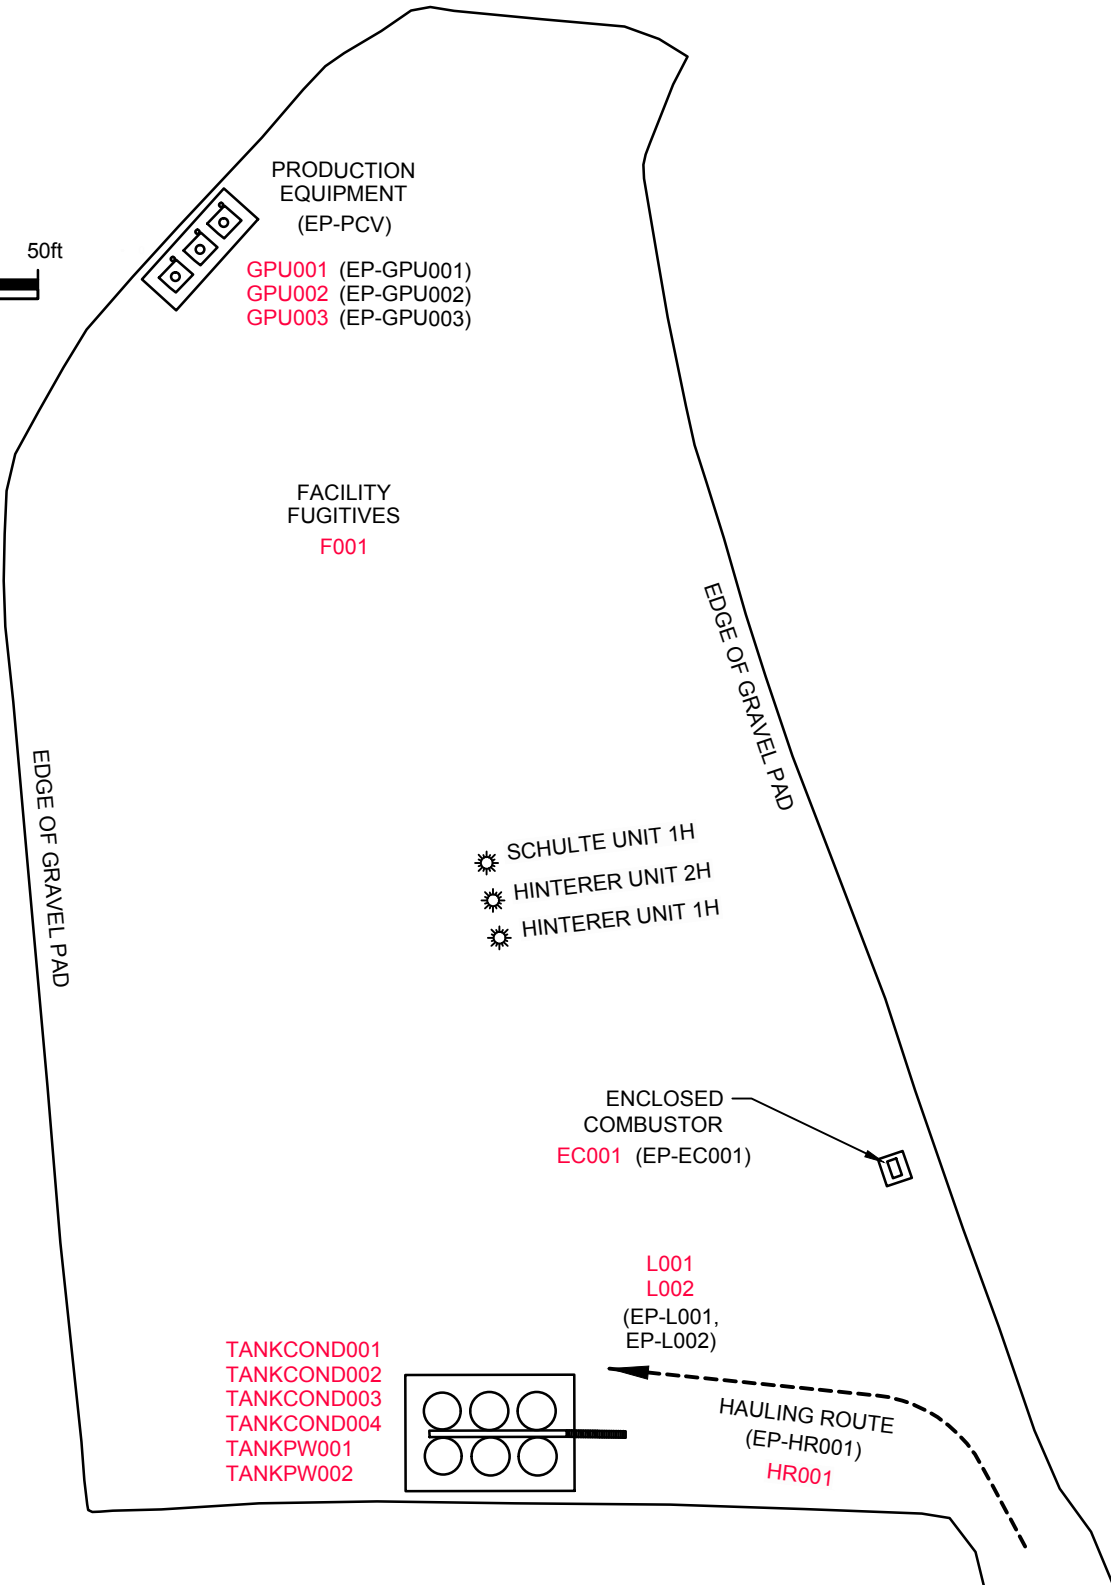 PRODUCTION
EQUIPMENT
(EP-PCV)
50ft
GPU001 (EP-GPU001)
GPU002 (EP-GPU002)
GPU003 (EP-GPU003)
FACILITY
FUGITIVES
F001
EDGE OF GRAVEL PAD
EDGE OF GRAVEL PAD
SCHULTE UNIT 1H
HINTERER UNIT 2H
HINTERER UNIT 1H
ENCLOSED
COMBUSTOR
EC001 (EP-EC001)
L001
L002
(EP-L001,
EP-L002)
TANKCOND001
TANKCOND002
TANKCOND003
TANKCOND004
TANKPW001
TANKPW002
HAULING ROUTE
(EP-HR001)
HR001